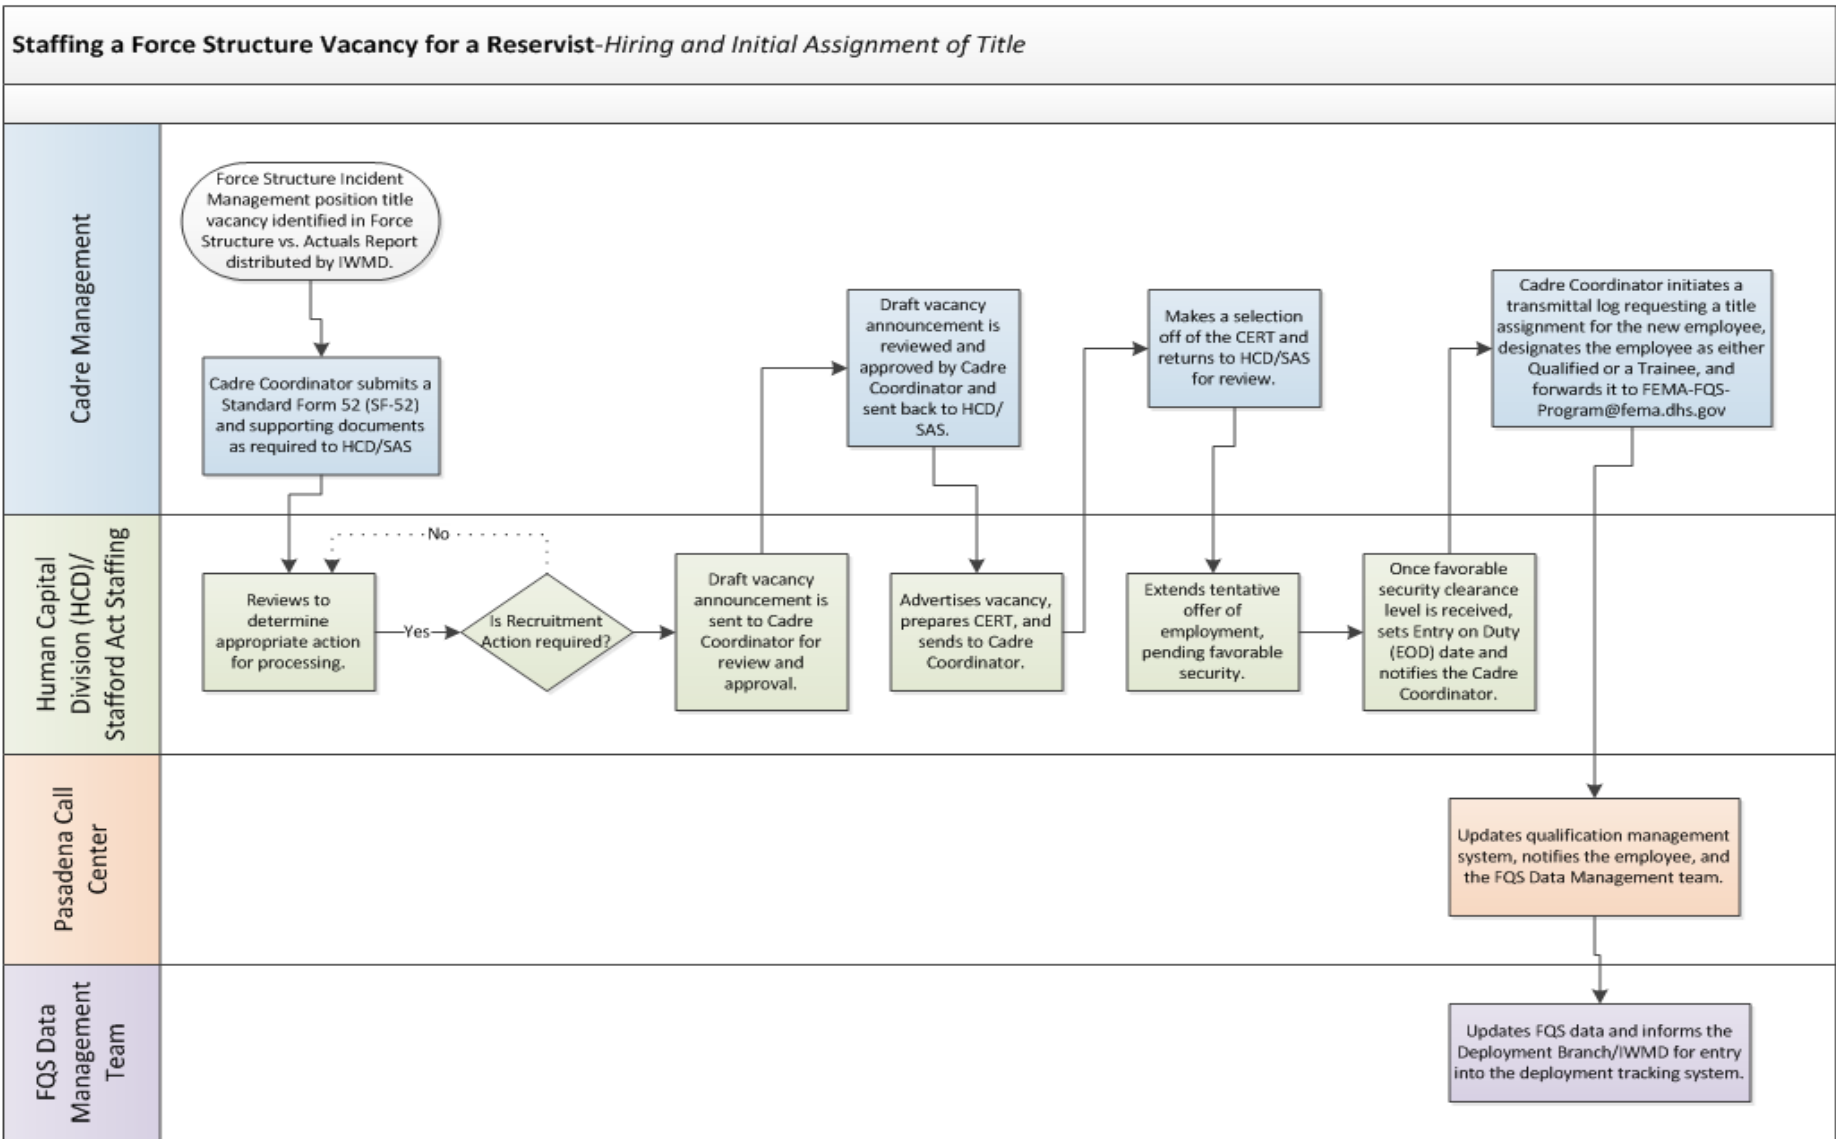 Staffing a Force Structure Vacancy for a Reservist-Hiring and Initial Assignment of Title
Cadre Management
Force Structure Incident
Management position title
vacancy identified in Force
Structure vs. Actuals Report
distributed by IWMD.
Cadre Coordinator submits a
Standard Form 52 (SF-52)
and supporting documents
as required to HCD/SAS
Draft vacancy
announcement is
reviewed and
approved by Cadre
Coordinator and
sent back to HCD/
SAS.
Makes a selection
off of the CERT and
returns to HCD/SAS
for review.
Cadre Coordinator initiates a
transmittal log requesting a title
assignment for the new employee,
designates the employee as either
Qualified or a Trainee, and
forwards it to FEMA-FQS-
Program@fema.dhs.gov
Human Capital
Division (HCD)/
Stafford Act Staffing
Reviews to
determine
appropriate action
for processing.
No
Yes
Is Recruitment
Action required?
Draft vacancy
announcement is
sent to Cadre
Coordinator for
review and
approval.
Advertises vacancy,
prepares CERT, and
sends to Cadre
Coordinator.
Extends tentative
offer of
employment,
pending favorable
security.
Once favorable
security clearance
level is received,
sets Entry on Duty
(EOD) date and
notifies the Cadre
Coordinator.
Pasadena Call
Center
Updates qualification management
system, notifies the employee, and
the FQS Data Management team.
FQS Data
Management
Team
Updates FQS data and informs the
Deployment Branch/IWMD for entry
into the deployment tracking system.